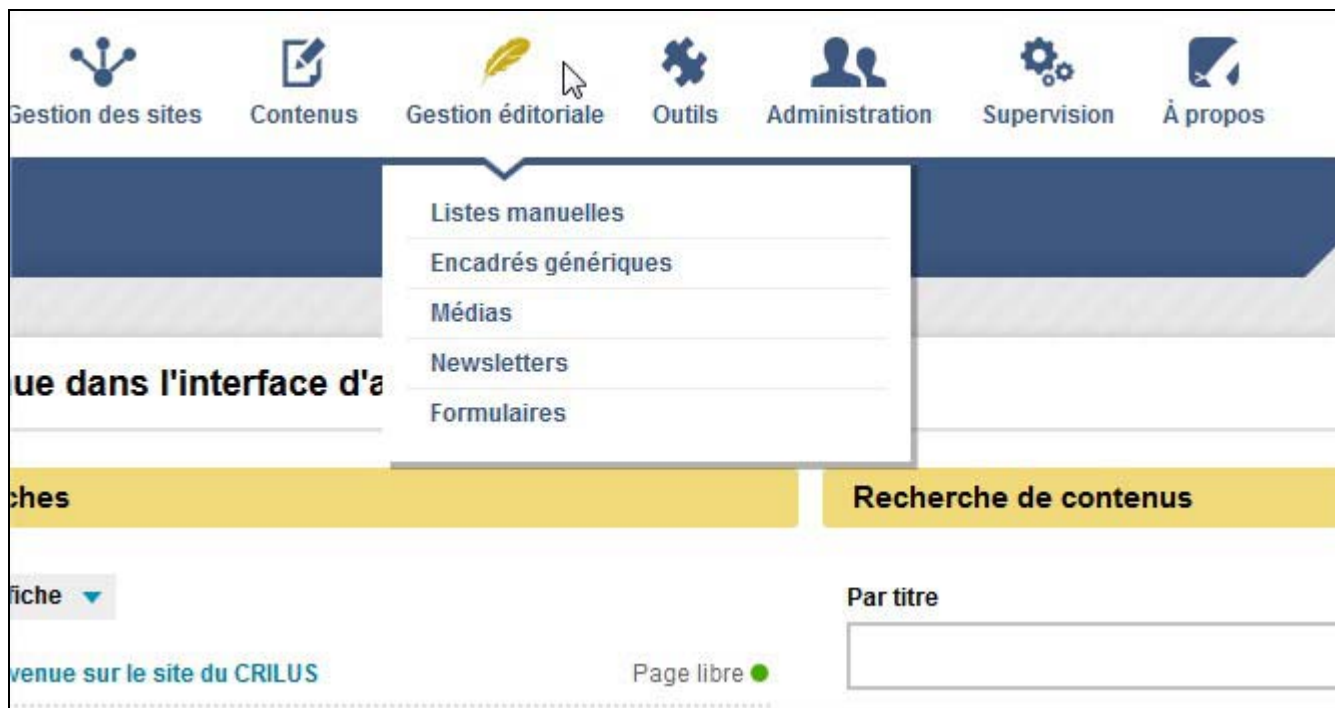 Gestion des sites Contenus Gestion éditoriale Outils Administration Supervision À propos
Listes manuelles
Encadrés génériques
Médias
Newsletters
Formulaires
ue dans l'interface d'a
ches Recherche de contenus
fiche
Par titre
venue sur le site du CRILUS Page libre